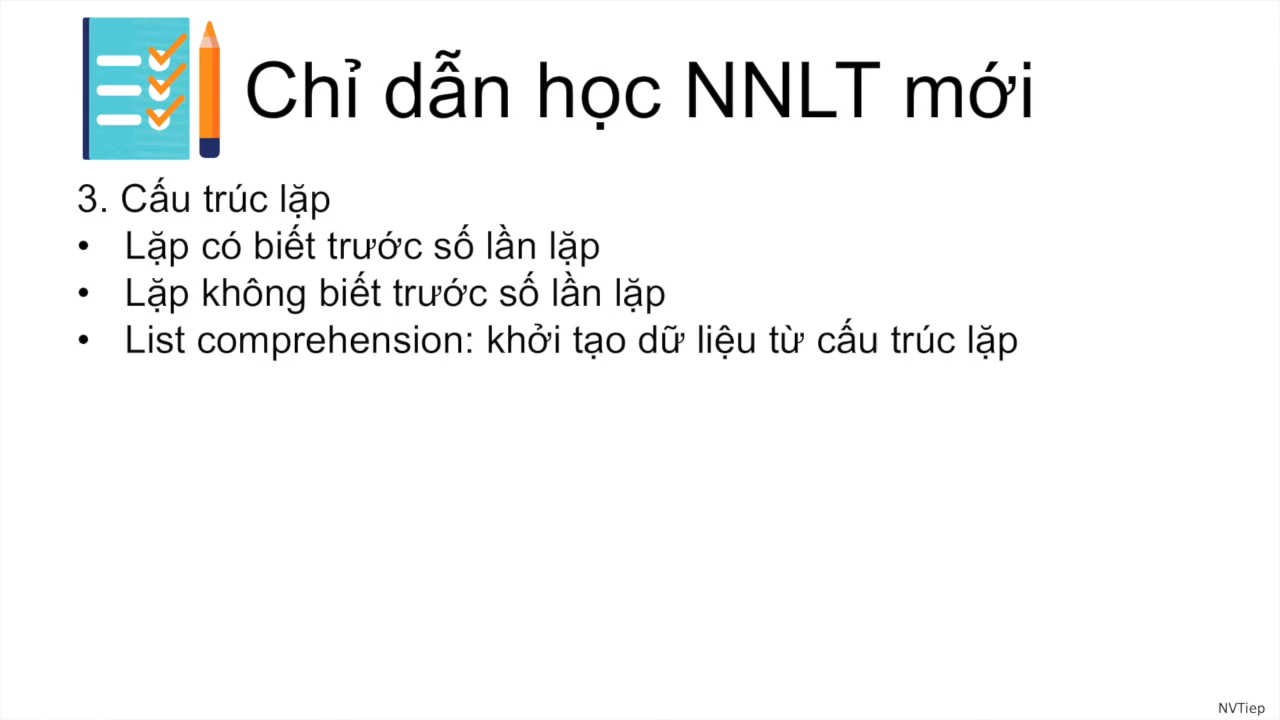 Chỉ dẫn học NNLT mới
3. Cấu trúc lặp
• Lặp có biết trước số lần lặp
• Lặp không biết trước số lần lặp
• List comprehension: khởi tạo dữ liệu từ cấu trúc lặp
NVTiep